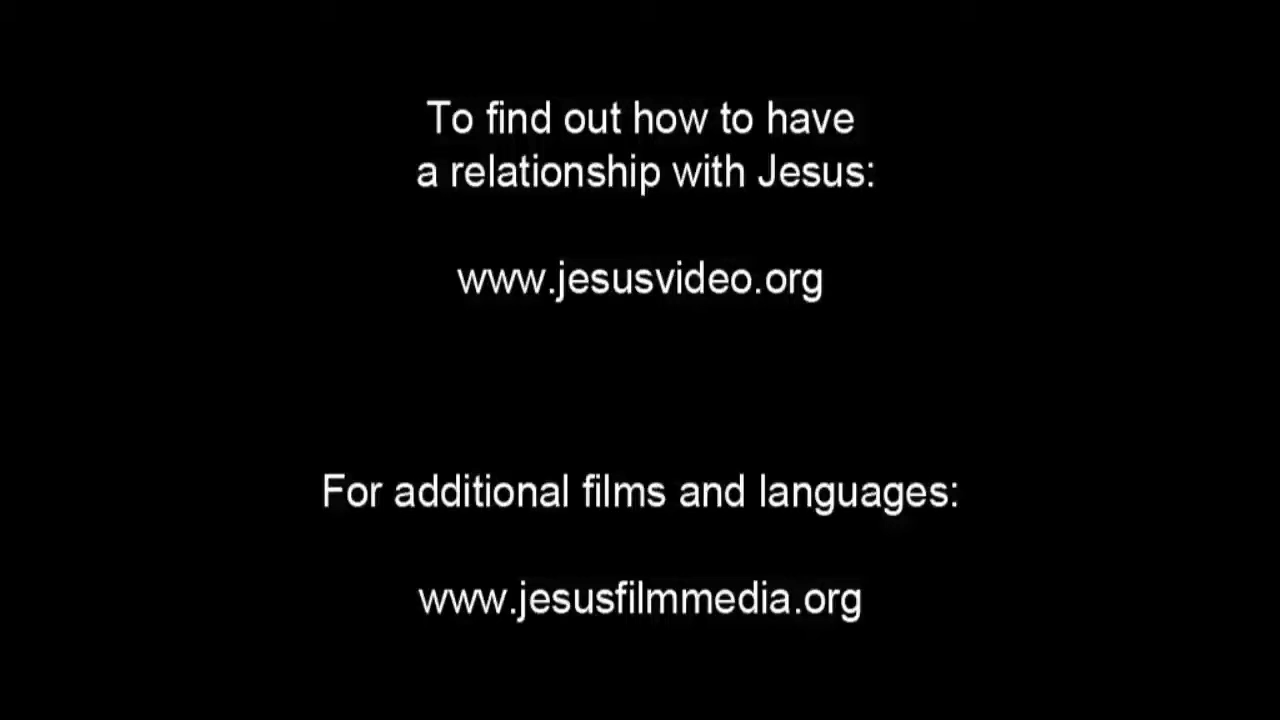 To find out how to have
a relationship with Jesus:
www.jesusvideo.org
For additional films and languages:
www.jesusfilmmedia.org